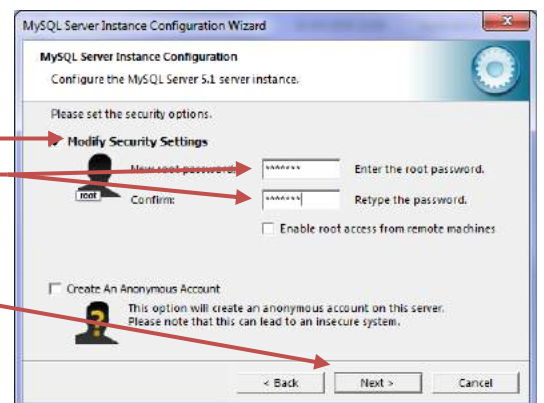 MySQL Server Instance Configuration Wizard
MySQL Server Instance Configuration
Configure the MySQL Server 5.1 server instance.
Please set the security options.
Modify Security Settings
New root password: ******* Enter the root password.
root
Confirm: ******* Retype the password.
Enable root access from remote machines
Create An Anonymous Account
This option will create an anonymous account on this server.
Please note that this can lead to an insecure system.
< Back Next > Cancel